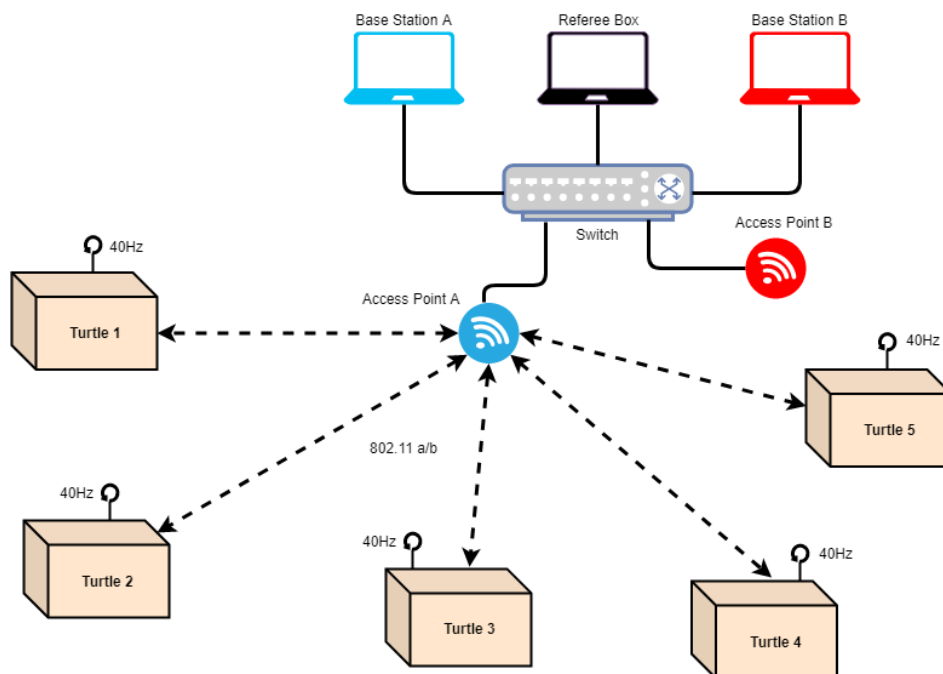 Base Station A
Referee Box
Base Station B
Switch
Access Point B
40Hz
Access Point A
Turtle 1
40Hz
Turtle 5
802.11 a/b
40Hz
Turtle 2
40Hz
Turtle 3
40Hz
Turtle 4